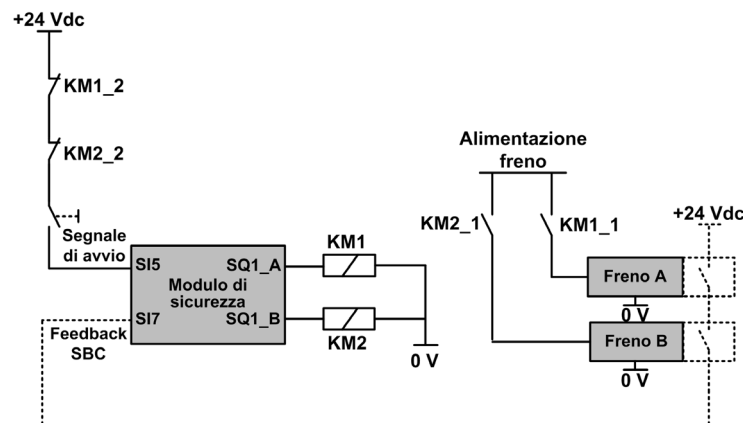 +24 Vdc
KM1_2
KM2_2
Segnale
di avvio
SI5
SQ1_A
Modulo di
sicurezza
SI7
SQ1_B
Feedback
SBC
KM1
KM2
0 V
Alimentazione
freno
KM2_1
KM1_1
+24 Vdc
Freno A
0 V
Freno B
0 V